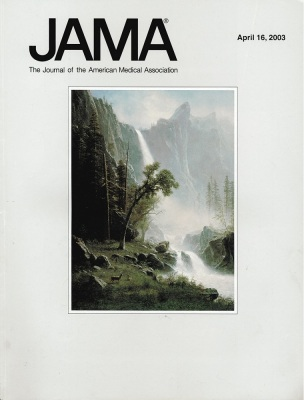 JAMA®
April 16, 2003
The Journal of the American Medical Association